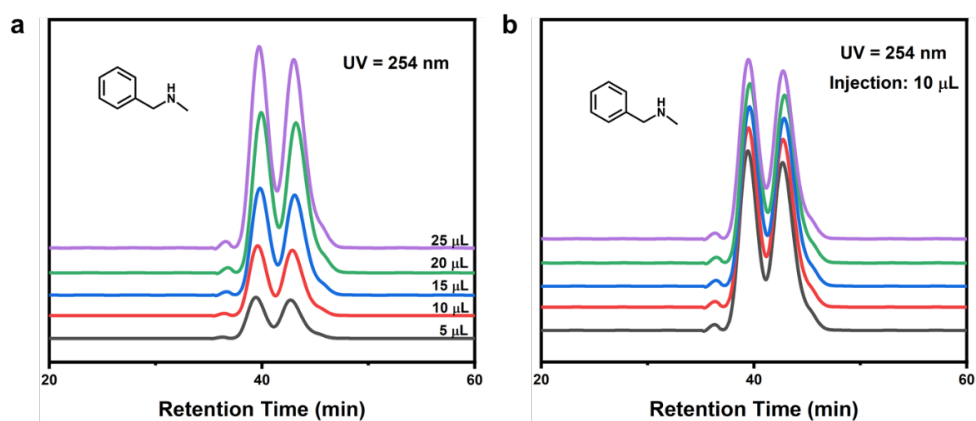 a
UV = 254 nm
H
N
25 μL
20 μL
15 μL
10 μL
5 μL
20
40
60
Retention Time (min)
b
UV = 254 nm
Injection: 10 μL
H
N
20
40
60
Retention Time (min)